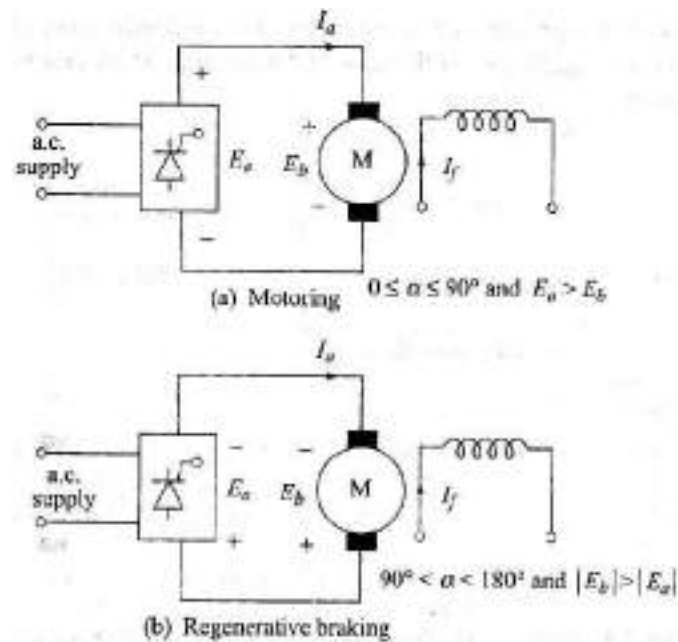 I_a
+
a.c.
supply
E_a
−
+
E_b
−
M
I_f
(a) Motoring
0 ≤ α ≤ 90° and E_a > E_b
I_a
a.c.
supply
−
E_a
+
−
E_b
+
M
I_f
90° < α < 180° and |E_b| > |E_a|
(b) Regenerative braking